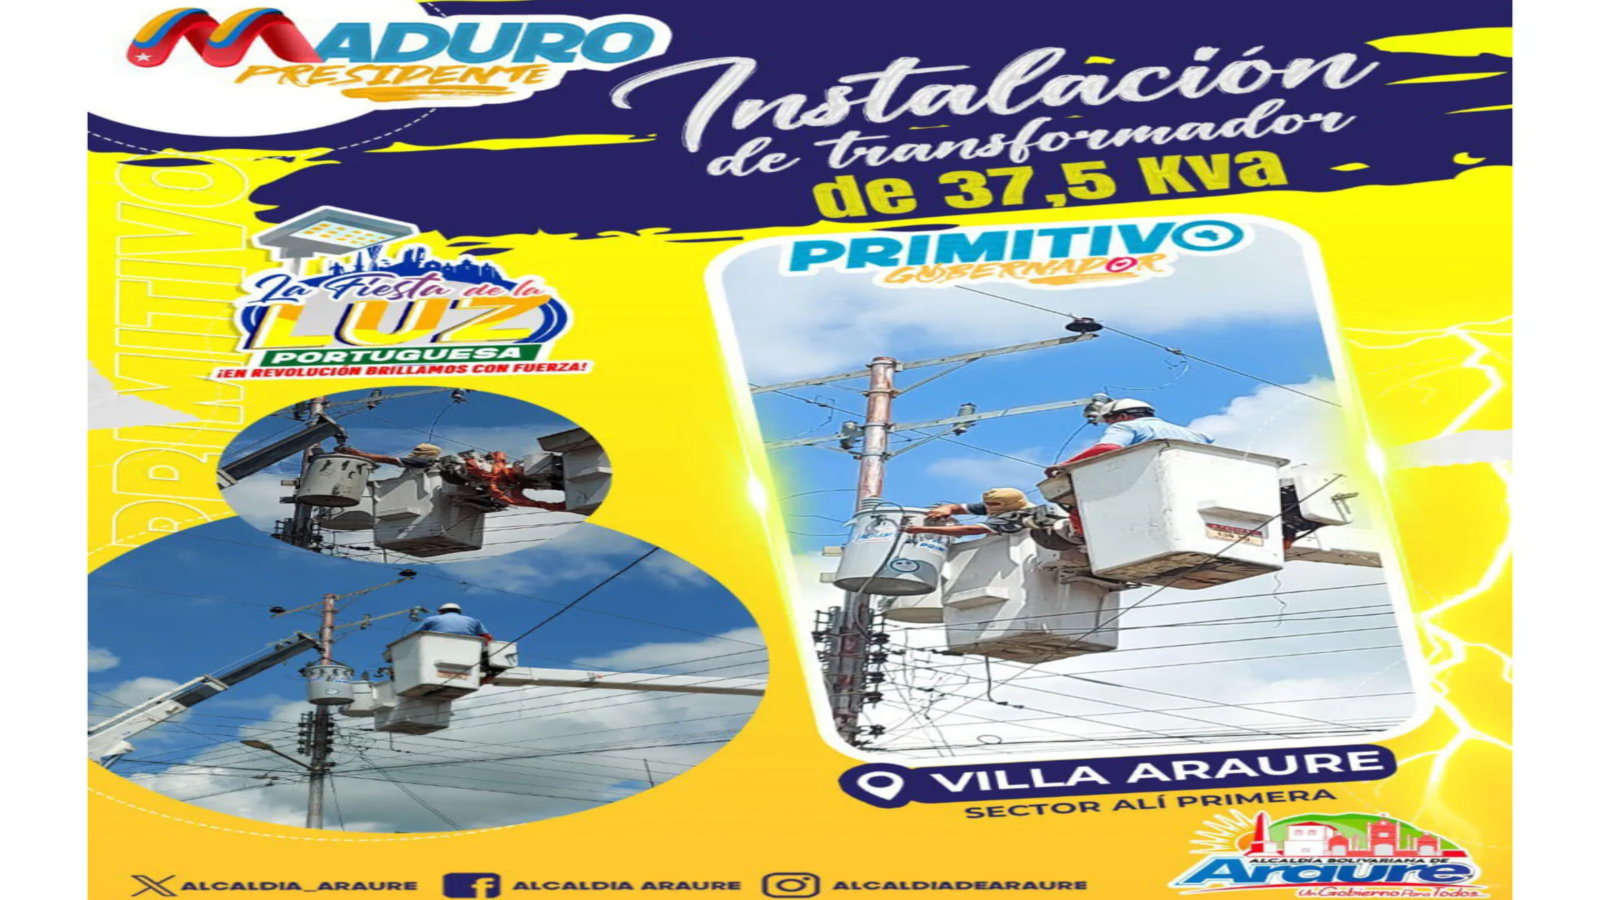 MADURO
PRESIDENTE
Instalación
de transformador
de 37,5 Kva
PRIMITIVO
PRIMITIVO
GOBERNADOR
La Fiesta de la
LUZ
PORTUGUESA
¡EN REVOLUCIÓN BRILLAMOS CON FUERZA!
VILLA ARAURE
SECTOR ALÍ PRIMERA
ALCALDÍA BOLIVARIANA DE
Araure
Un Gobierno Para Todos
ALCALDIA_ARAURE
ALCALDIA ARAURE
ALCALDIADEARAURE